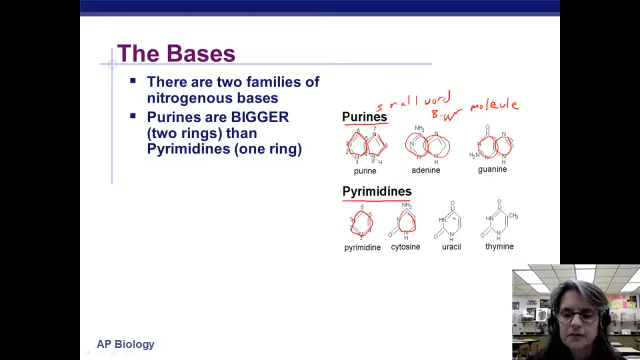 The Bases
There are two families of
nitrogenous bases
Purines are BIGGER
(two rings) than
Pyrimidines (one ring)
small word
Bigger molecule
Purines
purine
adenine
guanine
Pyrimidines
pyrimidine
cytosine
uracil
thymine
AP Biology